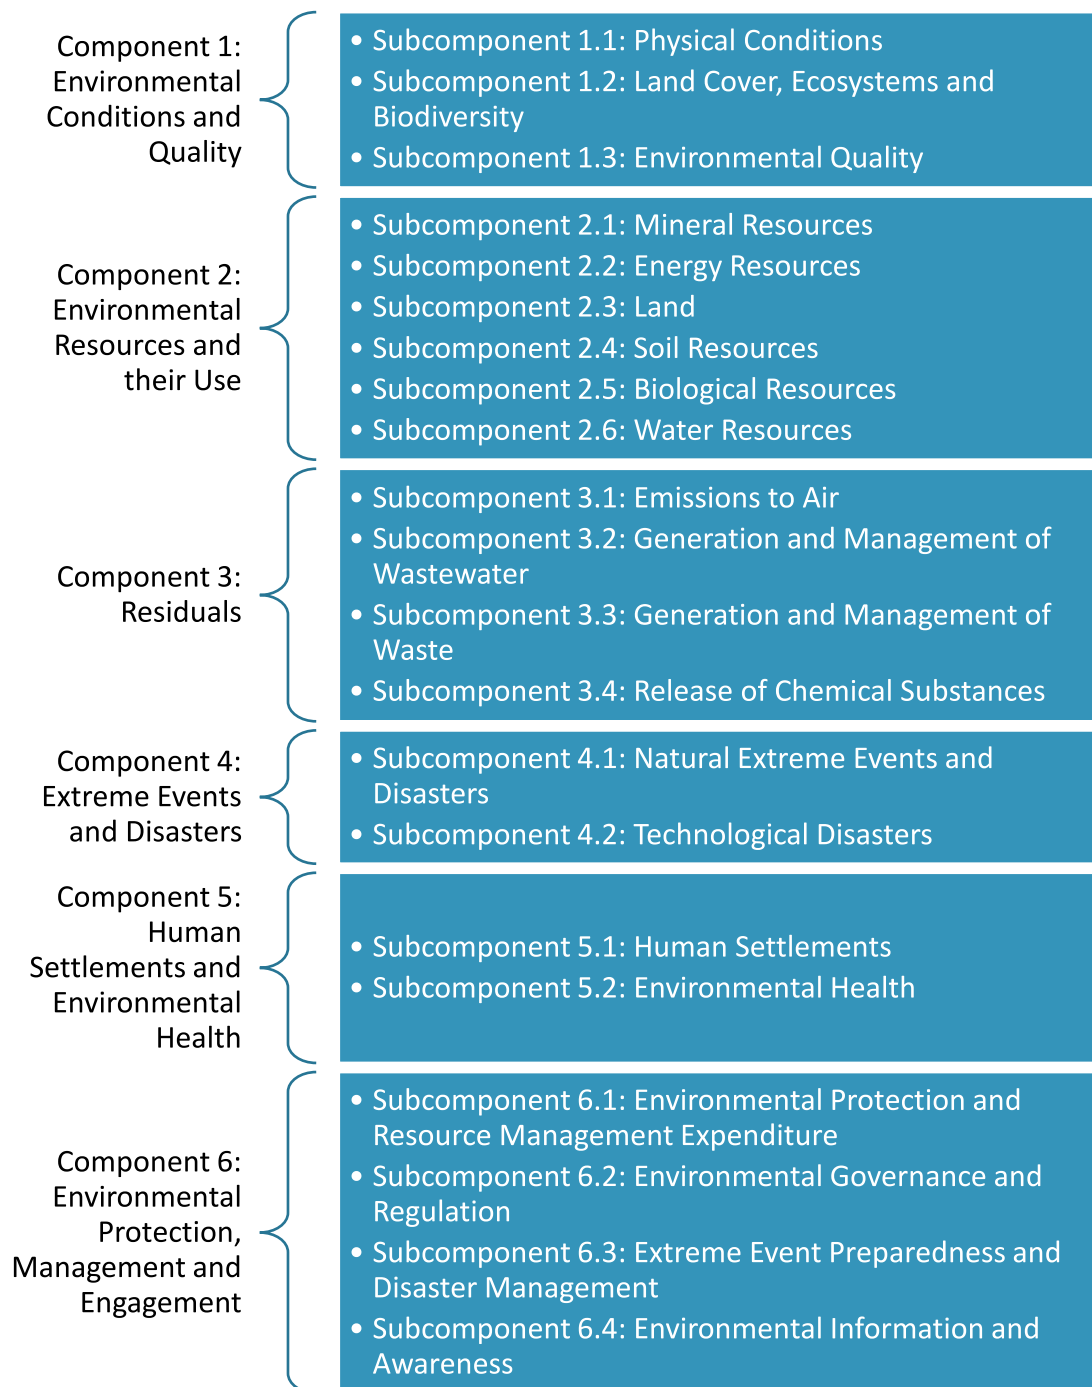 Component 1:
Environmental
Conditions and
Quality
• Subcomponent 1.1: Physical Conditions
• Subcomponent 1.2: Land Cover, Ecosystems and
Biodiversity
• Subcomponent 1.3: Environmental Quality
Component 2:
Environmental
Resources and
their Use
• Subcomponent 2.1: Mineral Resources
• Subcomponent 2.2: Energy Resources
• Subcomponent 2.3: Land
• Subcomponent 2.4: Soil Resources
• Subcomponent 2.5: Biological Resources
• Subcomponent 2.6: Water Resources
Component 3:
Residuals
• Subcomponent 3.1: Emissions to Air
• Subcomponent 3.2: Generation and Management of
Wastewater
• Subcomponent 3.3: Generation and Management of
Waste
• Subcomponent 3.4: Release of Chemical Substances
Component 4:
Extreme Events
and Disasters
• Subcomponent 4.1: Natural Extreme Events and
Disasters
• Subcomponent 4.2: Technological Disasters
Component 5:
Human
Settlements and
Environmental
Health
• Subcomponent 5.1: Human Settlements
• Subcomponent 5.2: Environmental Health
Component 6:
Environmental
Protection,
Management and
Engagement
• Subcomponent 6.1: Environmental Protection and
Resource Management Expenditure
• Subcomponent 6.2: Environmental Governance and
Regulation
• Subcomponent 6.3: Extreme Event Preparedness and
Disaster Management
• Subcomponent 6.4: Environmental Information and
Awareness